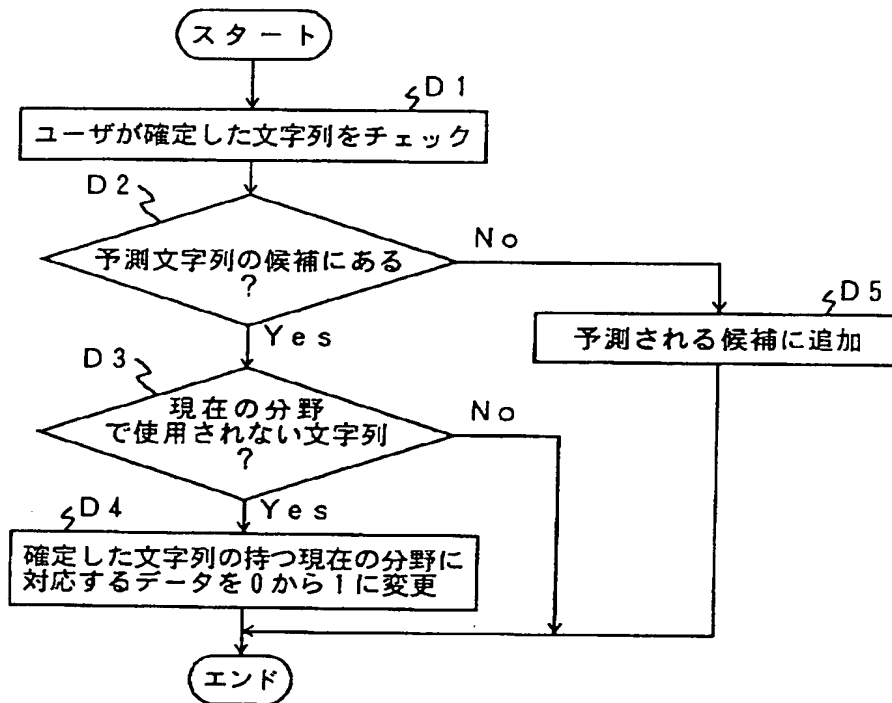 スタート
D1
ユーザが確定した文字列をチェック
D2
予測文字列の候補にある
?
No
Yes
D5
予測される候補に追加
D3
現在の分野
で使用されない文字列
?
No
Yes
D4
確定した文字列の持つ現在の分野に
対応するデータを0から1に変更
エンド